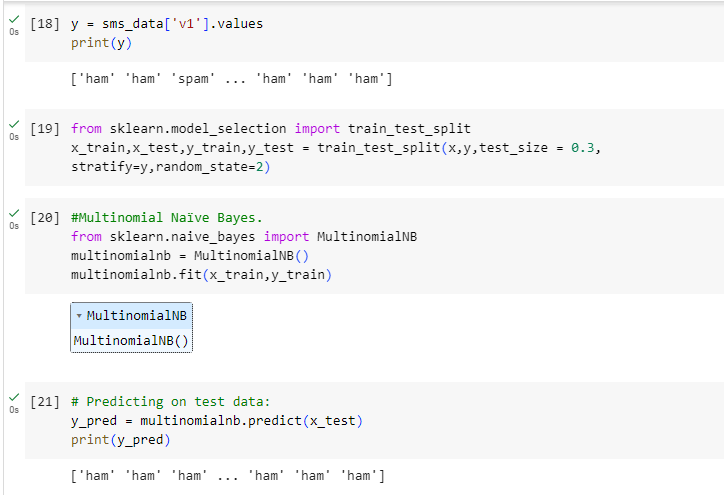 [18] y = sms_data['v1'].values
0s
print(y)
['ham' 'ham' 'spam' ... 'ham' 'ham' 'ham']
[19] from sklearn.model_selection import train_test_split
0s
x_train,x_test,y_train,y_test = train_test_split(x,y,test_size = 0.3,
stratify=y,random_state=2)
[20] #Multinomial Naïve Bayes.
0s
from sklearn.naive_bayes import MultinomialNB
multinomialnb = MultinomialNB()
multinomialnb.fit(x_train,y_train)
MultinomialNB
MultinomialNB()
[21] # Predicting on test data:
0s
y_pred = multinomialnb.predict(x_test)
print(y_pred)
['ham' 'ham' 'ham' ... 'ham' 'ham' 'ham']